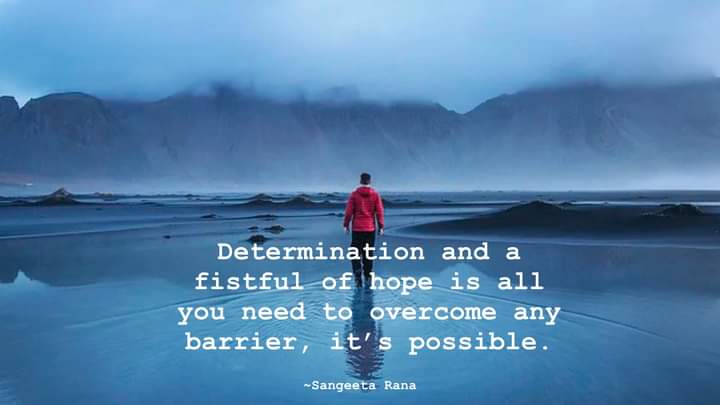 Determination and a
fistful of hope is all
you need to overcome any
barrier, it’s possible.
~Sangeeta Rana